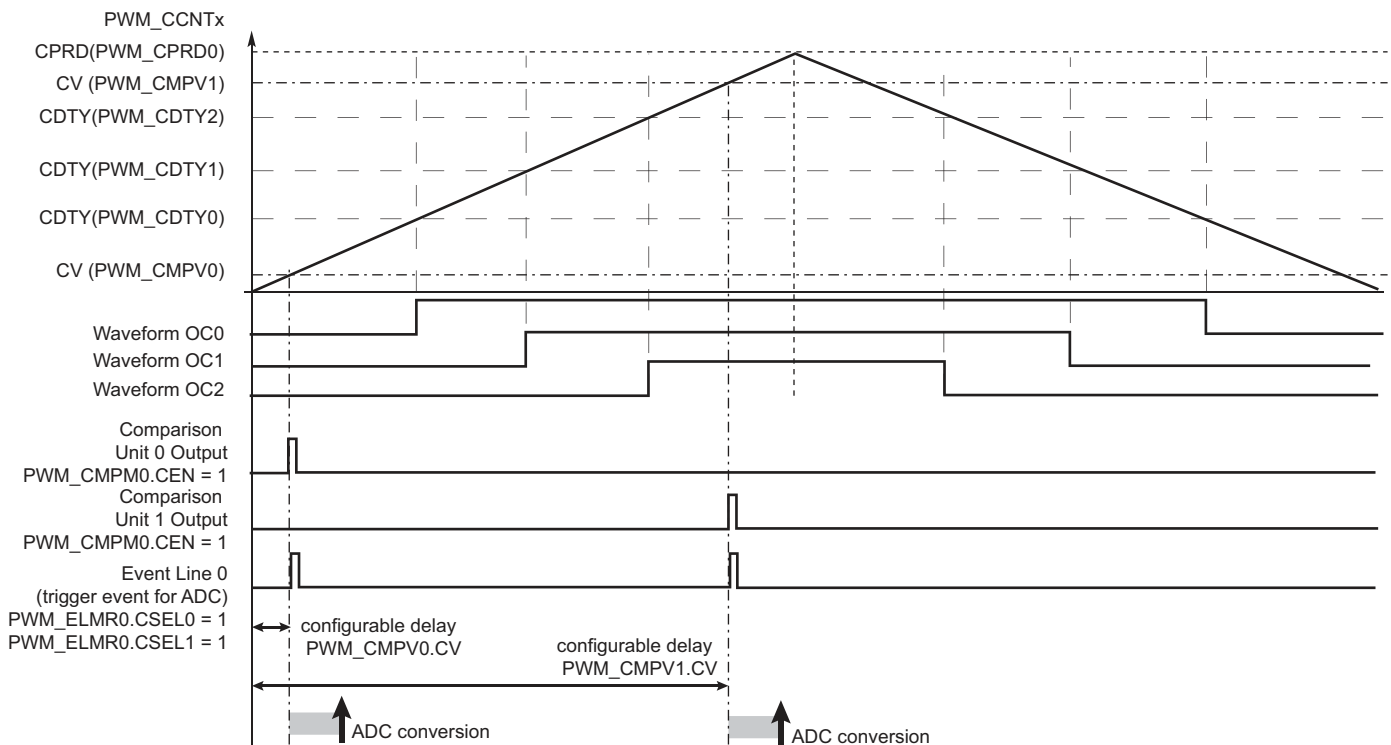 PWM_CCNTx
CPRD(PWM_CPRD0)
CV (PWM_CMPV1)
CDTY(PWM_CDTY2)
CDTY(PWM_CDTY1)
CDTY(PWM_CDTY0)
CV (PWM_CMPV0)
Waveform OC0
Waveform OC1
Waveform OC2
Comparison
Unit 0 Output
PWM_CMPM0.CEN = 1
Comparison
Unit 1 Output
PWM_CMPM0.CEN = 1
Event Line 0
(trigger event for ADC)
PWM_ELMR0.CSEL0 = 1
PWM_ELMR0.CSEL1 = 1
configurable delay
PWM_CMPV0.CV
configurable delay
PWM_CMPV1.CV
ADC conversion
ADC conversion